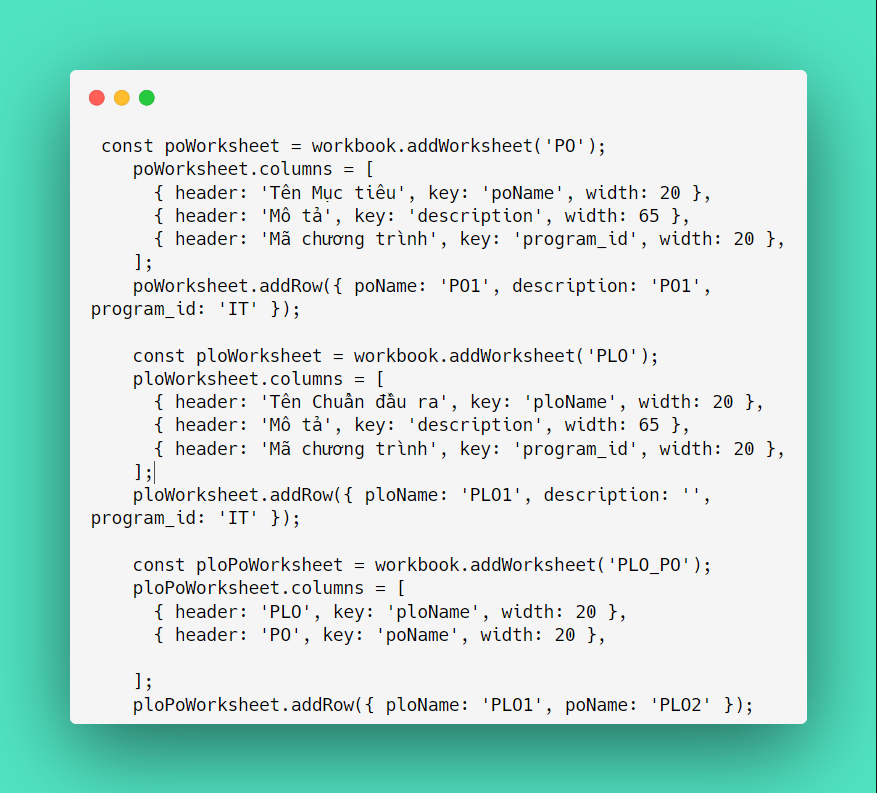 const poWorksheet = workbook.addWorksheet('PO');
poWorksheet.columns = [
{ header: 'Tên Mục tiêu', key: 'poName', width: 20 },
{ header: 'Mô tả', key: 'description', width: 65 },
{ header: 'Mã chương trình', key: 'program_id', width: 20 },
];
poWorksheet.addRow({ poName: 'PO1', description: 'PO1',
program_id: 'IT' });
const ploWorksheet = workbook.addWorksheet('PLO');
ploWorksheet.columns = [
{ header: 'Tên Chuẩn đầu ra', key: 'ploName', width: 20 },
{ header: 'Mô tả', key: 'description', width: 65 },
{ header: 'Mã chương trình', key: 'program_id', width: 20 },
];
ploWorksheet.addRow({ ploName: 'PLO1', description: '',
program_id: 'IT' });
const ploPoWorksheet = workbook.addWorksheet('PLO_PO');
ploPoWorksheet.columns = [
{ header: 'PLO', key: 'ploName', width: 20 },
{ header: 'PO', key: 'poName', width: 20 },
];
ploPoWorksheet.addRow({ ploName: 'PLO1', poName: 'PLO2' });